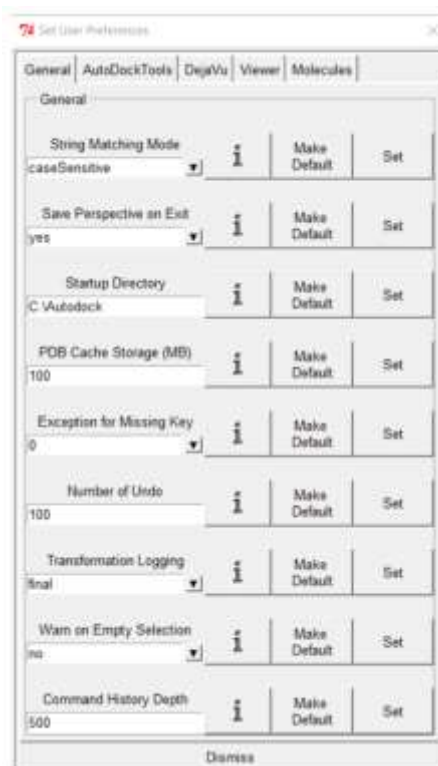 Set User Preferences
General AutoDockTools DejaVu Viewer Molecules
General
String Matching Mode
caseSensitive
i
Make Default
Set
Save Perspective on Exit
yes
i
Make Default
Set
Startup Directory
C:\Autodock
i
Make Default
Set
PDB Cache Storage (MB)
100
i
Make Default
Set
Exception for Missing Key
0
i
Make Default
Set
Number of Undo
100
i
Make Default
Set
Transformation Logging
final
i
Make Default
Set
Warn on Empty Selection
no
i
Make Default
Set
Command History Depth
500
i
Make Default
Set
Dismiss